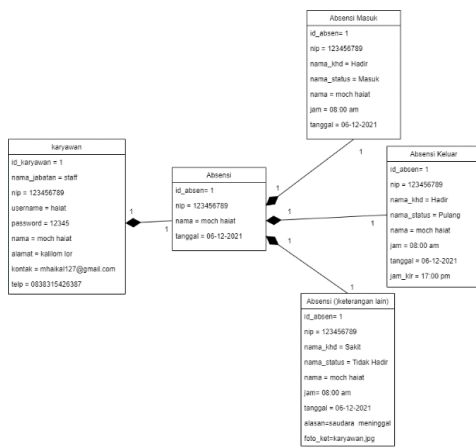 karyawan
id_karyawan = 1
nama_jabatan = staff
nip = 123456789
username = haiat
password = 12345
nama = moch haiat
alamat = kalilom lor
kontak = mhaikal127@gmail.com
telp = 0838315426387
1
1
Absensi
id_absen= 1
nip = 123456789
nama = moch haiat
tanggal = 06-12-2021
1
1
1
1
1
1
Absensi Masuk
id_absen= 1
nip = 123456789
nama_khd = Hadir
nama_status = Masuk
nama = moch haiat
jam = 08:00 am
tanggal = 06-12-2021
Absensi Keluar
id_absen= 1
nip = 123456789
nama_khd = Hadir
nama_status = Pulang
nama = moch haiat
jam = 08:00 am
tanggal = 06-12-2021
jam_klr = 17:00 pm
Absensi ()keterangan lain)
id_absen= 1
nip = 123456789
nama_khd = Sakit
nama_status = Tidak Hadir
nama = moch haiat
jam= 08:00 am
tanggal = 06-12-2021
alasan=saudara meninggal
foto_ket=karyawan.jpg